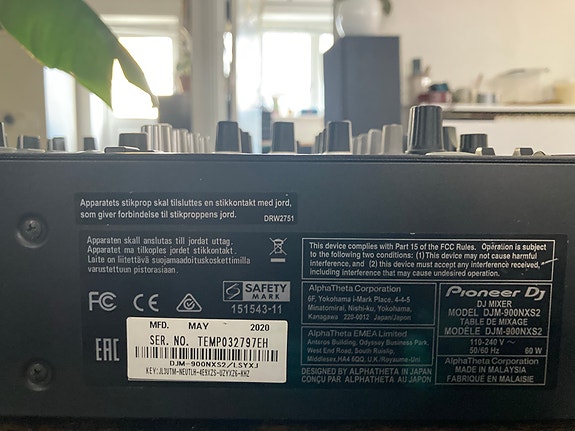 Apparatets stikprop skal tilsluttes en stikkontakt med jord,
som giver forbindelse til stikproppens jord.
DRW2751
Apparaten skall anslutas till jordat uttag.
Apparatet ma tilkoples jordet stikkontakt.
Laite on liitettävä suojamaadoituskoskettimilla
varustettuun pistorasiaan.
This device complies with Part 15 of the FCC Rules. Operation is subject
to the following two conditions: (1) This device may not cause harmful
interference, and (2) this device must accept any interference received,
including interference that may cause undesired operation.
FC
CE
SAFETY
MARK
151543-11
EAC
MFD. MAY 2020
SER. NO. TEMP032797EH
DJM-900NXS2/LSYXJ
AlphaTheta Corporation
6F, Yokohama i-Mark Place, 4-4-5
Minatomirai, Nishi-ku, Yokohama,
Kanagawa 220-0012 Japan/Japon
AlphaTheta EMEA Limited
Anteros Building, Odyssey Business Park,
West End Road, South Ruislip,
Middlesex, HA4 6QQ, U.K./Royaume-Uni
DESIGNED BY ALPHATHETA IN JAPAN
CONÇU PAR ALPHATHETA AU JAPON
Pioneer Dj
DJ MIXER
MODEL DJM-900NXS2
TABLE DE MIXAGE
MODÈLE DJM-900NXS2
110-240 V ~
50/60 Hz 60 W
AlphaTheta Corporation
MADE IN MALAYSIA
FABRIQUÉ EN MALAISIE